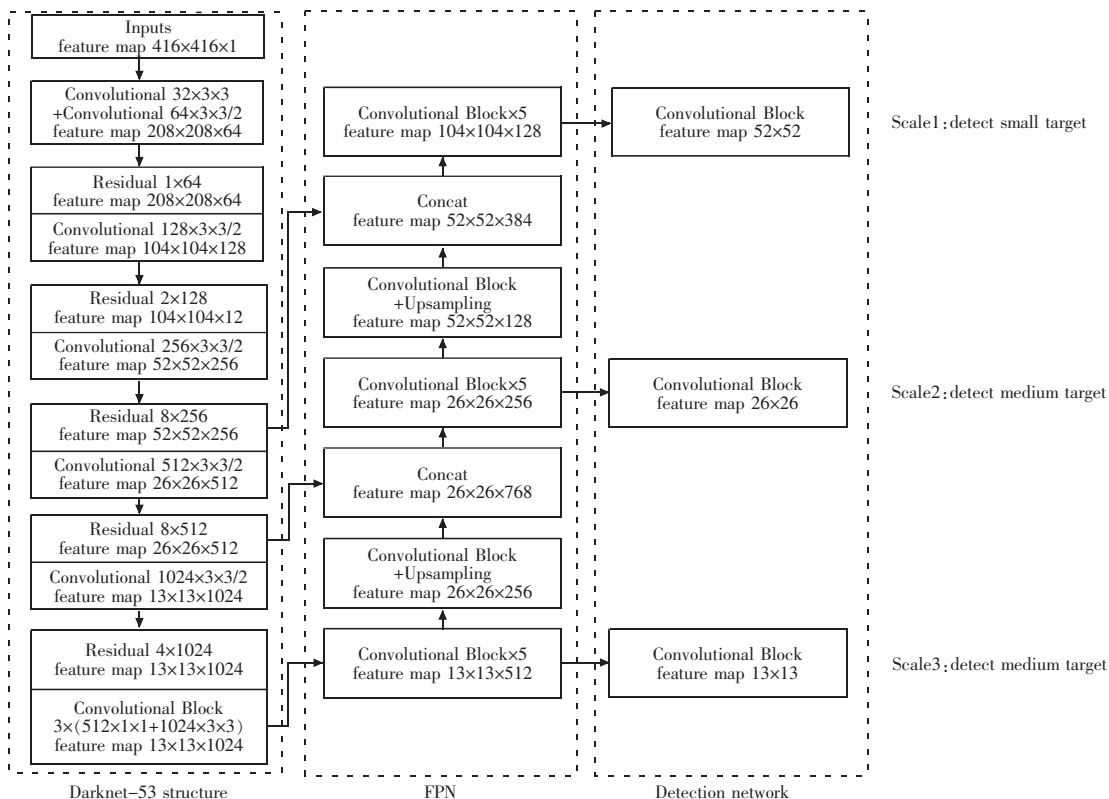 Inputs
feature map 416×416×1
Convolutional 32×3×3
+Convolutional 64×3×3/2
feature map 208×208×64
Residual 1×64
feature map 208×208×64
Convolutional 128×3×3/2
feature map 104×104×128
Residual 2×128
feature map 104×104×12
Convolutional 256×3×3/2
feature map 52×52×256
Residual 8×256
feature map 52×52×256
Convolutional 512×3×3/2
feature map 26×26×512
Residual 8×512
feature map 26×26×512
Convolutional 1024×3×3/2
feature map 13×13×1024
Residual 4×1024
feature map 13×13×1024
Convolutional Block
3×(512×1×1+1024×3×3)
feature map 13×13×1024
Darknet-53 structure
Convolutional Block×5
feature map 104×104×128
Concat
feature map 52×52×384
Convolutional Block
+Upsampling
feature map 52×52×128
Convolutional Block×5
feature map 26×26×256
Concat
feature map 26×26×768
Convolutional Block
+Upsampling
feature map 26×26×256
Convolutional Block×5
feature map 13×13×512
FPN
Convolutional Block
feature map 52×52
Convolutional Block
feature map 26×26
Convolutional Block
feature map 13×13
Detection network
Scale1:detect small target
Scale2:detect medium target
Scale3:detect medium target